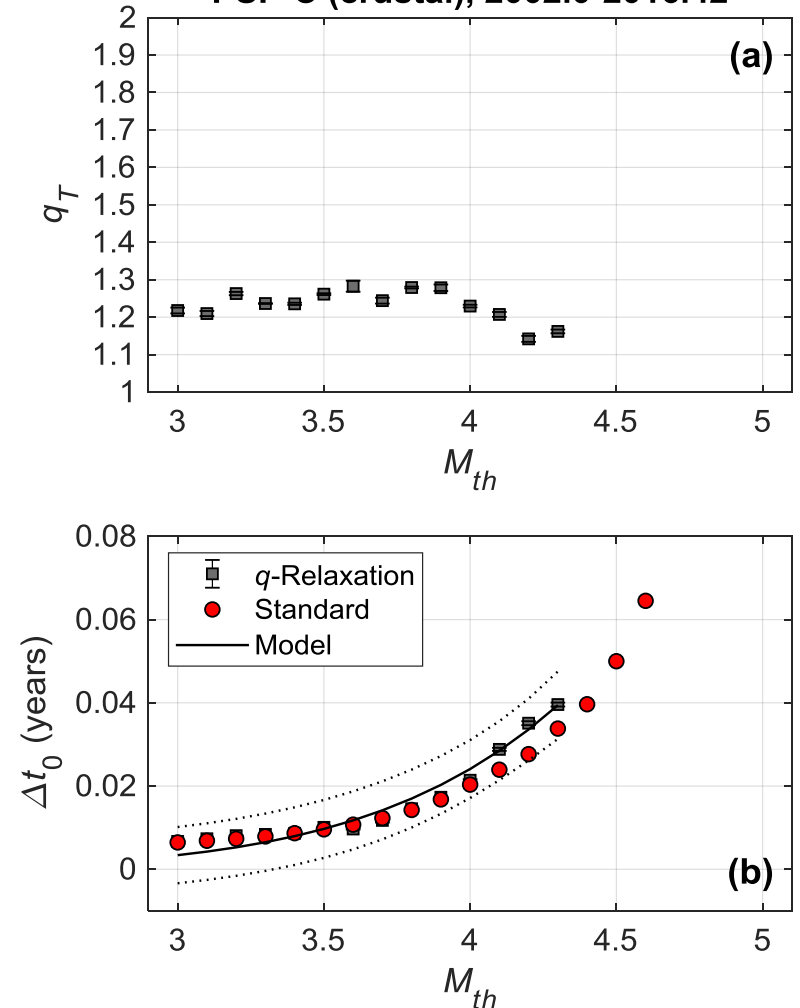 (a)
2
1.9
1.8
1.7
1.6
1.5
1.4
1.3
1.2
1.1
1
q_T
3 3.5 4 4.5 5
M_th
0.08
0.06
0.04
0.02
0
Δt_0 (years)
q-Relaxation
Standard
Model
(b)
3 3.5 4 4.5 5
M_th